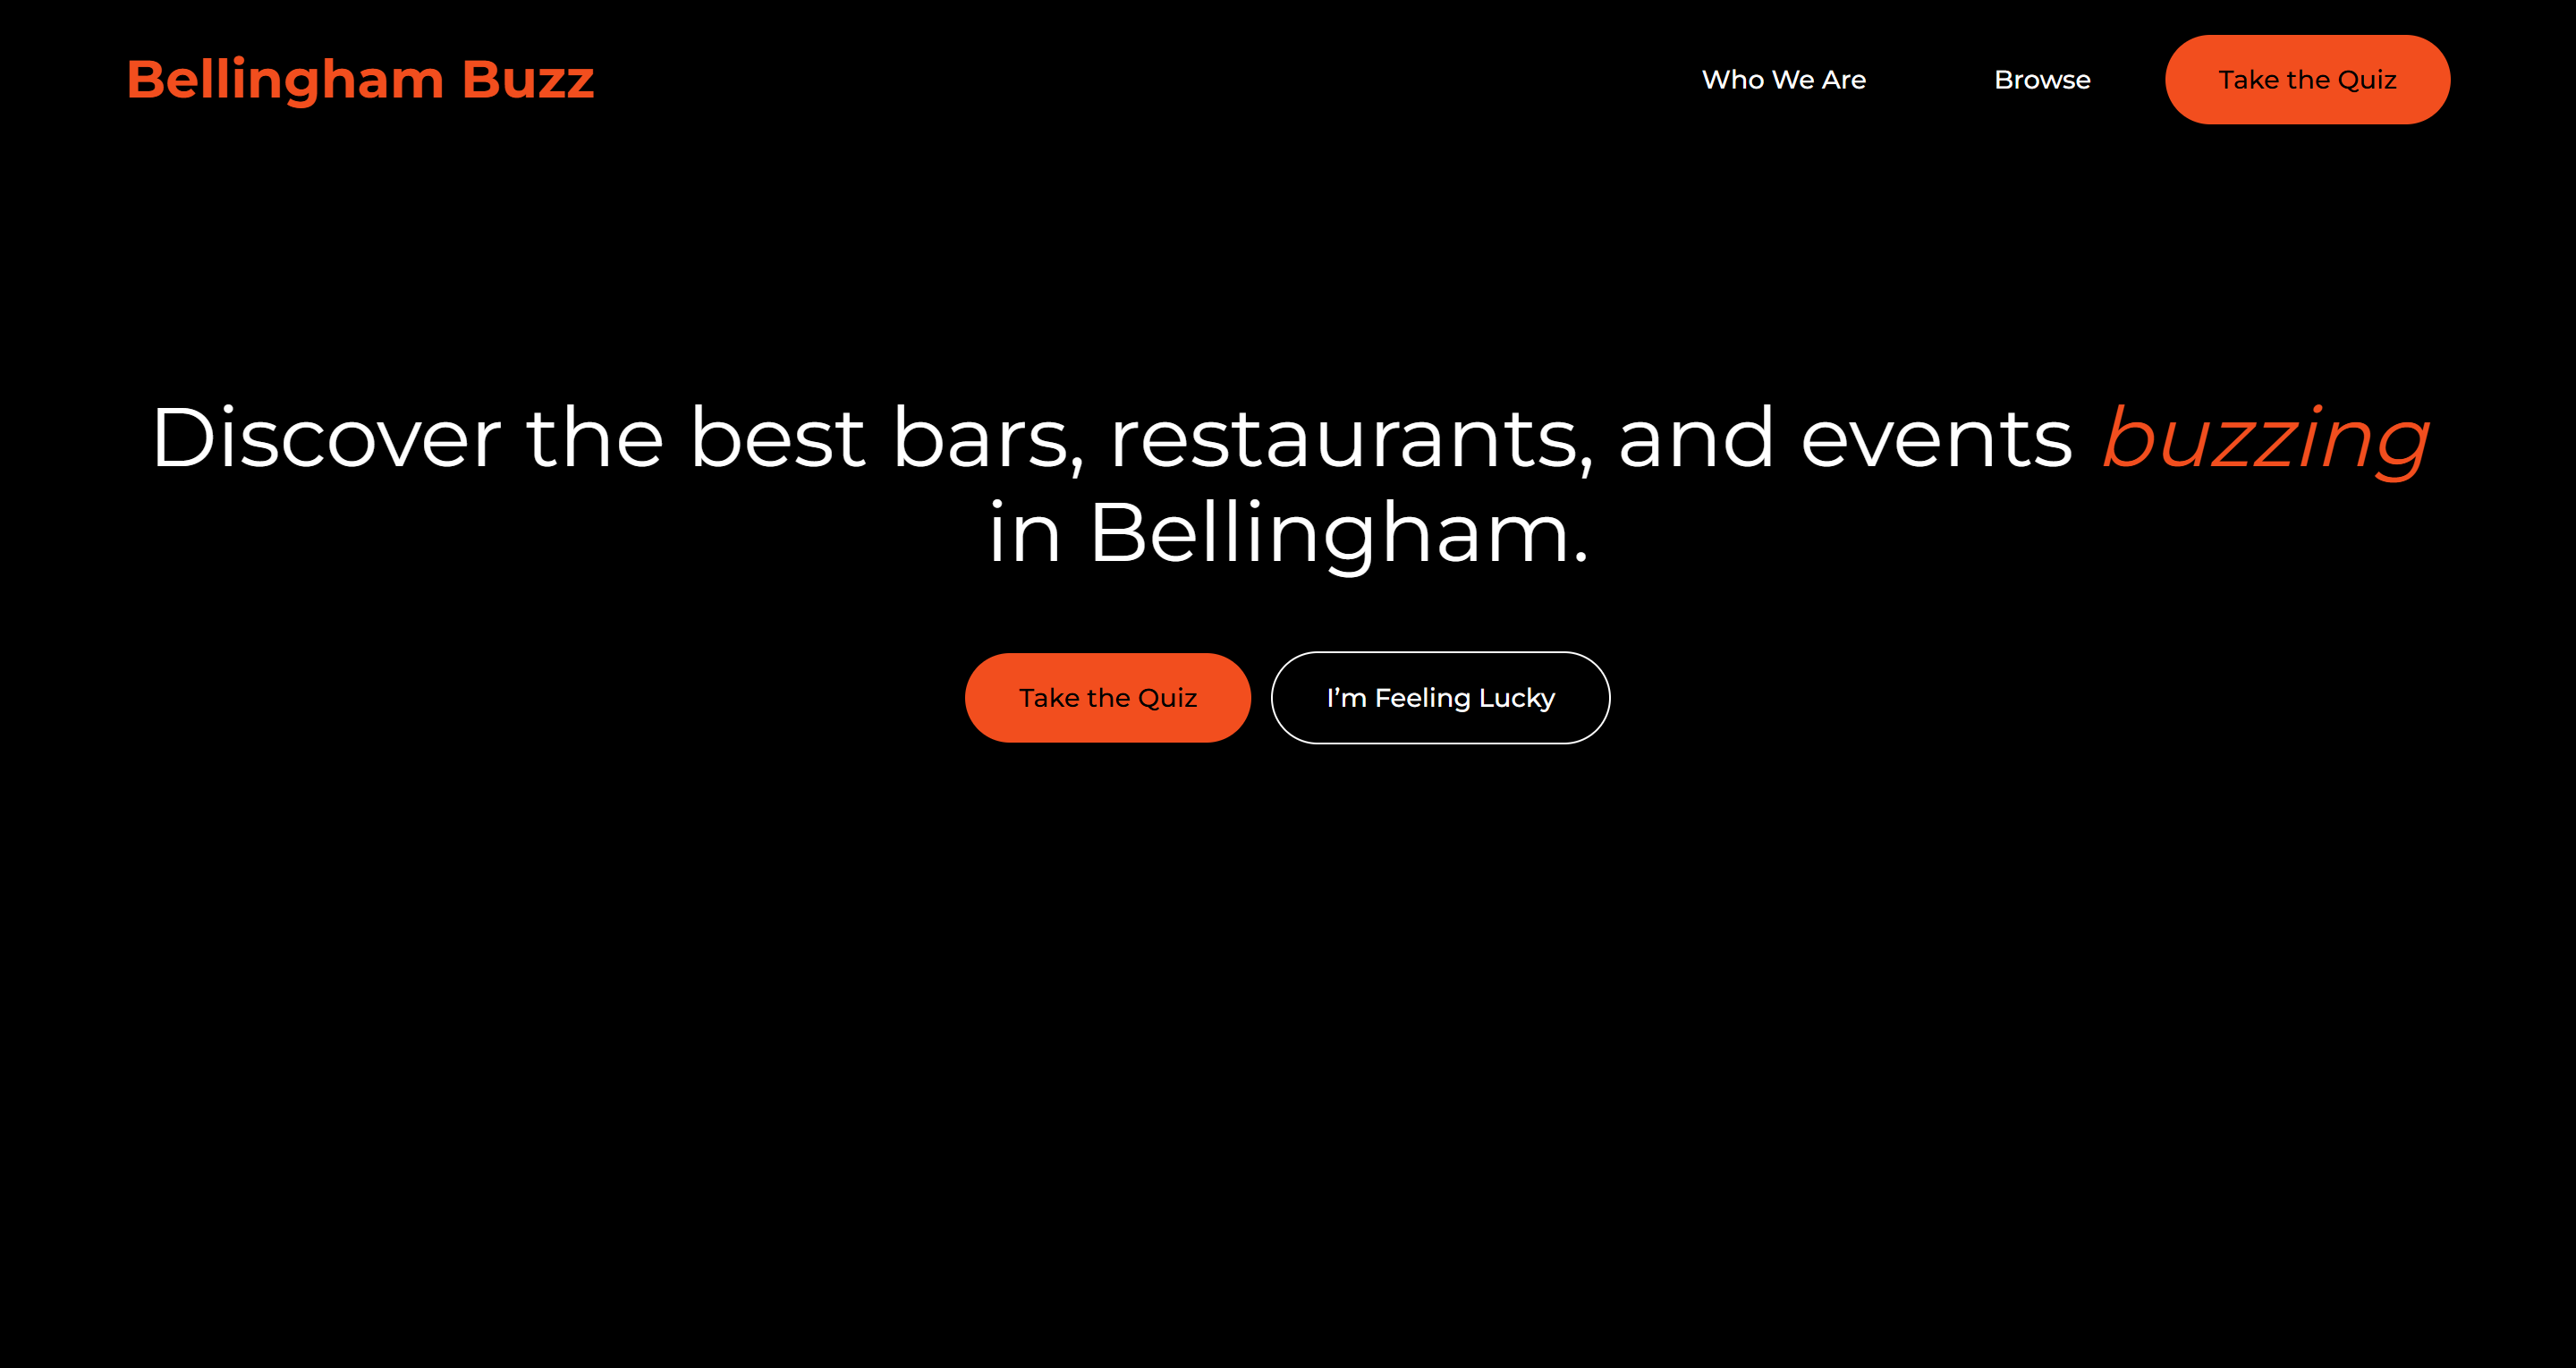 Bellingham Buzz
Who We Are
Browse
Take the Quiz
Discover the best bars, restaurants, and events buzzing
in Bellingham.
Take the Quiz
I’m Feeling Lucky